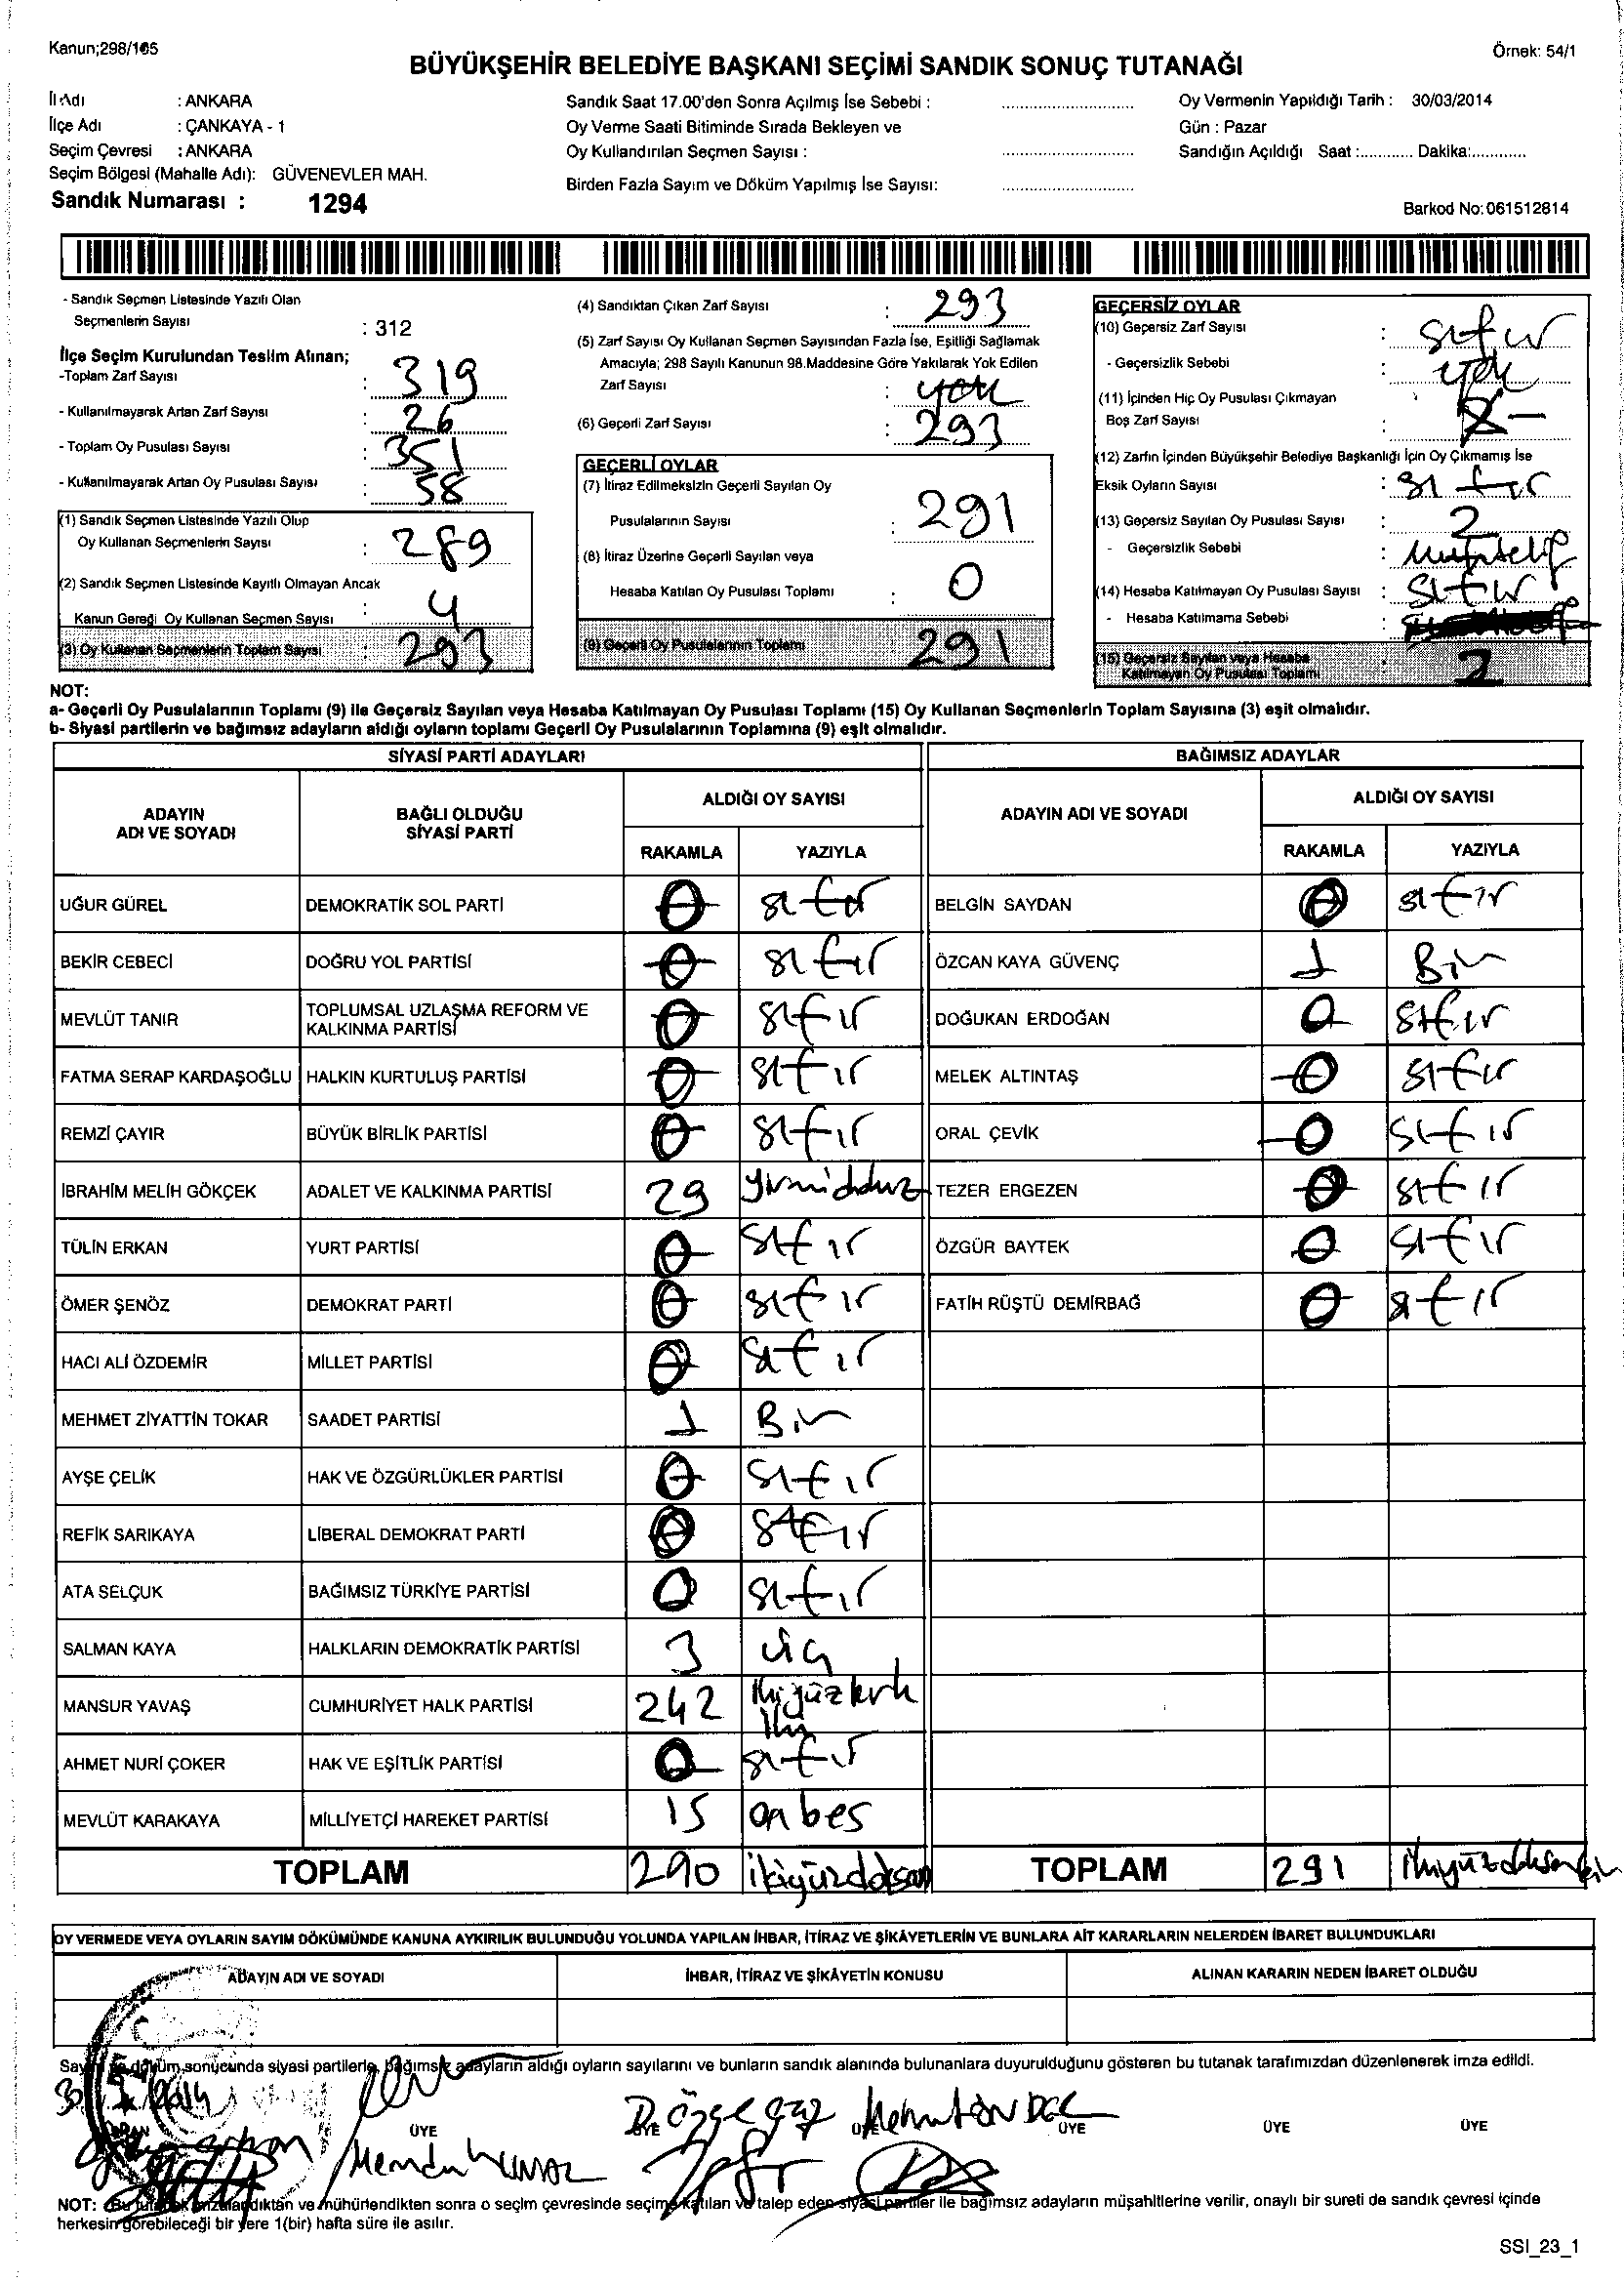 Kanun;298/165
Örnek: 54/1
BÜYÜKŞEHİR BELEDİYE BAŞKANI SEÇİMİ SANDIK SONUÇ TUTANAĞI
İl Adı : ANKARA
İlçe Adı : ÇANKAYA - 1
Seçim Çevresi : ANKARA
Seçim Bölgesi (Mahalle Adı): GÜVENEVLER MAH.
Sandık Numarası : 1294
Sandık Saat 17.00'den Sonra Açılmış İse Sebebi :
Oy Verme Saati Bitiminde Sırada Bekleyen ve
Oy Kullandırılan Seçmen Sayısı :
Birden Fazla Sayım ve Döküm Yapılmış İse Sayısı:
Oy Vermenin Yapıldığı Tarih : 30/03/2014
Gün : Pazar
Sandığın Açıldığı Saat :............ Dakika:............
Barkod No:061512814
- Sandık Seçmen Listesinde Yazılı Olan
Seçmenlerin Sayısı : 312
İlçe Seçim Kurulundan Teslim Alınan;
-Toplam Zarf Sayısı : 319
- Kullanılmayarak Artan Zarf Sayısı : 26
- Toplam Oy Pusulası Sayısı : 351
- Kullanılmayarak Artan Oy Pusulası Sayısı : 58
(1) Sandık Seçmen Listesinde Yazılı Olup
Oy Kullanan Seçmenlerin Sayısı : 289
(2) Sandık Seçmen Listesinde Kayıtlı Olmayan Ancak
Kanun Gereği Oy Kullanan Seçmen Sayısı : 4
(3) Oy Kullanan Seçmenlerin Toplam Sayısı : 293
(4) Sandıktan Çıkan Zarf Sayısı : 293
(5) Zarf Sayısı Oy Kullanan Seçmen Sayısından Fazla İse, Eşitliği Sağlamak
Amacıyla; 298 Sayılı Kanunun 98.Maddesine Göre Yakılarak Yok Edilen
Zarf Sayısı : yok
(6) Geçerli Zarf Sayısı : 293
GEÇERLİ OYLAR
(7) İtiraz Edilmeksizin Geçerli Sayılan Oy
Pusulalarının Sayısı : 291
(8) İtiraz Üzerine Geçerli Sayılan veya
Hesaba Katılan Oy Pusulası Toplamı : 0
(9) Geçerli Oy Pusulalarının Toplamı 291
GEÇERSİZ OYLAR
(10) Geçersiz Zarf Sayısı : sıfır
- Geçersizlik Sebebi : yok
(11) İçinden Hiç Oy Pusulası Çıkmayan
Boş Zarf Sayısı :
(12) Zarfın İçinden Büyükşehir Belediye Başkanlığı İçin Oy Çıkmamış İse
Eksik Oyların Sayısı : sıfır
(13) Geçersiz Sayılan Oy Pusulası Sayısı : 2
- Geçersizlik Sebebi : Muhtelif
(14) Hesaba Katılmayan Oy Pusulası Sayısı : sıfır
- Hesaba Katılmama Sebebi :
(15) Geçersiz Sayılan veya Hesaba
Katılmayan Oy Pusulası Toplamı : 2
NOT:
a- Geçerli Oy Pusulalarının Toplamı (9) ile Geçersiz Sayılan veya Hesaba Katılmayan Oy Pusulası Toplamı (15) Oy Kullanan Seçmenlerin Toplam Sayısına (3) eşit olmalıdır.
b- Siyasi partilerin ve bağımsız adayların aldığı oyların toplamı Geçerli Oy Pusulalarının Toplamına (9) eşit olmalıdır.
SİYASİ PARTİ ADAYLARI
ADAYIN
ADI VE SOYADI
BAĞLI OLDUĞU
SİYASİ PARTİ
ALDIĞI OY SAYISI
RAKAMLA YAZIYLA
UĞUR GÜREL DEMOKRATİK SOL PARTİ 0 sıfır
BEKİR CEBECİ DOĞRU YOL PARTİSİ 0 sıfır
MEVLÜT TANIR TOPLUMSAL UZLAŞMA REFORM VE
KALKINMA PARTİSİ 0 sıfır
FATMA SERAP KARDAŞOĞLU HALKIN KURTULUŞ PARTİSİ 0 sıfır
REMZİ ÇAYIR BÜYÜK BİRLİK PARTİSİ 0 sıfır
İBRAHİM MELİH GÖKÇEK ADALET VE KALKINMA PARTİSİ 29 yirmidokuz
TÜLİN ERKAN YURT PARTİSİ 0 sıfır
ÖMER ŞENÖZ DEMOKRAT PARTİ 0 sıfır
HACI ALİ ÖZDEMİR MİLLET PARTİSİ 0 sıfır
MEHMET ZİYATTİN TOKAR SAADET PARTİSİ 1 Bir
AYŞE ÇELİK HAK VE ÖZGÜRLÜKLER PARTİSİ 0 sıfır
REFİK SARIKAYA LİBERAL DEMOKRAT PARTİ 0 sıfır
ATA SELÇUK BAĞIMSIZ TÜRKİYE PARTİSİ 0 sıfır
SALMAN KAYA HALKLARIN DEMOKRATİK PARTİSİ 3 üç
MANSUR YAVAŞ CUMHURİYET HALK PARTİSİ 242 ikiyüzkırk
iki
AHMET NURİ ÇOKER HAK VE EŞİTLİK PARTİSİ 0 sıfır
MEVLÜT KARAKAYA MİLLİYETÇİ HAREKET PARTİSİ 15 onbes
TOPLAM 290 ikiyüzdoksan
BAĞIMSIZ ADAYLAR
ADAYIN ADI VE SOYADI
ALDIĞI OY SAYISI
RAKAMLA YAZIYLA
BELGİN SAYDAN 0 sıfır
ÖZCAN KAYA GÜVENÇ 1 Bir
DOĞUKAN ERDOĞAN 0 sıfır
MELEK ALTINTAŞ 0 sıfır
ORAL ÇEVİK 0 sıfır
TEZER ERGEZEN 0 sıfır
ÖZGÜR BAYTEK 0 sıfır
FATİH RÜŞTÜ DEMİRBAĞ 0 sıfır
TOPLAM 291 ikiyüzdoksanbir
OY VERMEDE VEYA OYLARIN SAYIM DÖKÜMÜNDE KANUNA AYKIRILIK BULUNDUĞU YOLUNDA YAPILAN İHBAR, İTİRAZ VE ŞİKÂYETLERİN VE BUNLARA AİT KARARLARIN NELERDEN İBARET BULUNDUKLARI
ADAYIN ADI VE SOYADI İHBAR, İTİRAZ VE ŞİKÂYETİN KONUSU ALINAN KARARIN NEDEN İBARET OLDUĞU
Sayım ve döküm sonucunda siyasi partilerle, bağımsız adayların aldığı oyların sayılarını ve bunların sandık alanında bulunanlara duyurulduğunu gösteren bu tutanak tarafımızdan düzenlenerek imza edildi.
ÜYE ÜYE ÜYE ÜYE ÜYE ÜYE
NOT: (Bu tutanak imzalandıktan ve mühürlendikten sonra o seçim çevresinde seçime katılan ve talep eden siyasi partiler ile bağımsız adayların müşahitlerine verilir, onaylı bir sureti de sandık çevresi içinde
herkesin görebileceği bir yere 1(bir) hafta süre ile asılır.
SSI_23_1